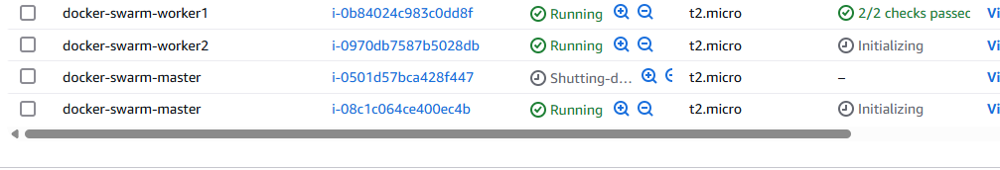 docker-swarm-worker1 i-0b84024c983c0dd8f Running t2.micro 2/2 checks passed Vi
docker-swarm-worker2 i-0970db7587b5028db Running t2.micro Initializing Vi
docker-swarm-master i-0501d57bca428f447 Shutting-d... t2.micro – Vi
docker-swarm-master i-08c1c064ce400ec4b Running t2.micro Initializing Vi